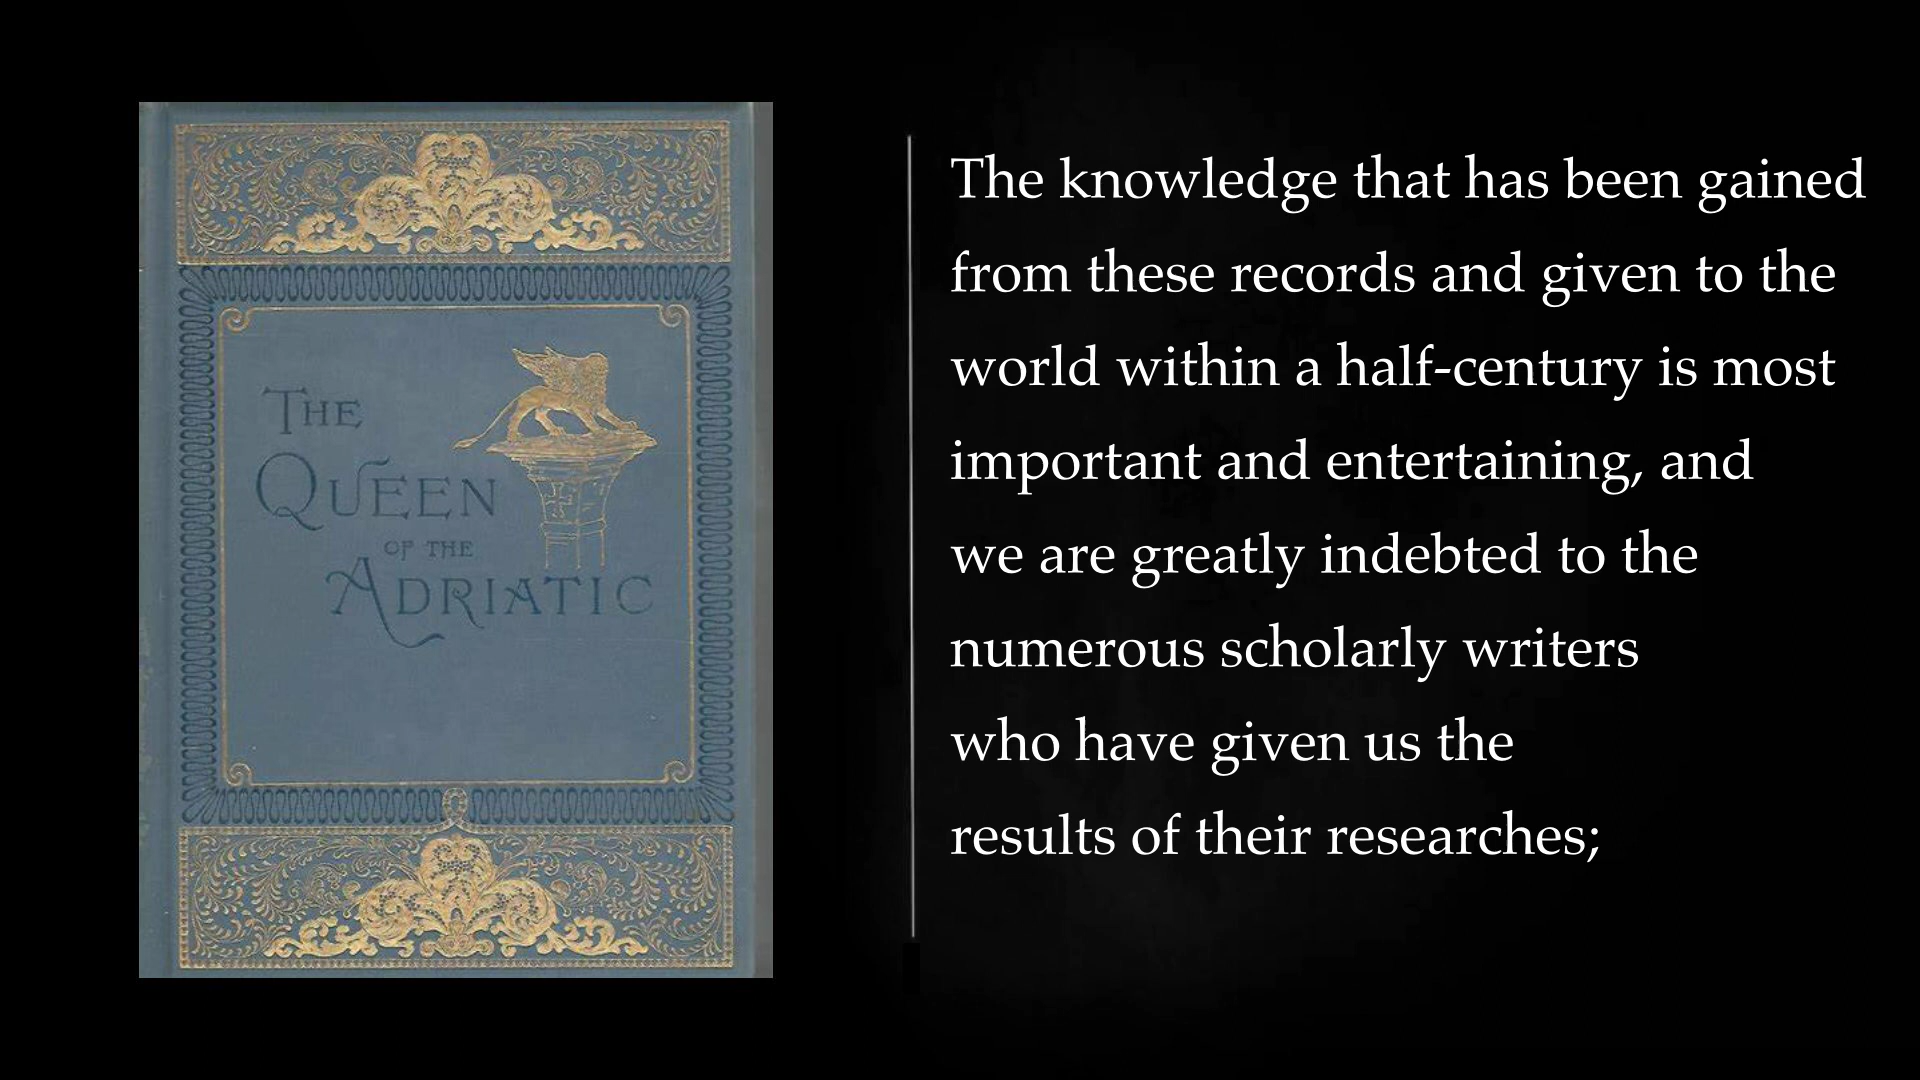 THE
QUEEN
OF THE
ADRIATIC
The knowledge that has been gained
from these records and given to the
world within a half-century is most
important and entertaining, and
we are greatly indebted to the
numerous scholarly writers
who have given us the
results of their researches;